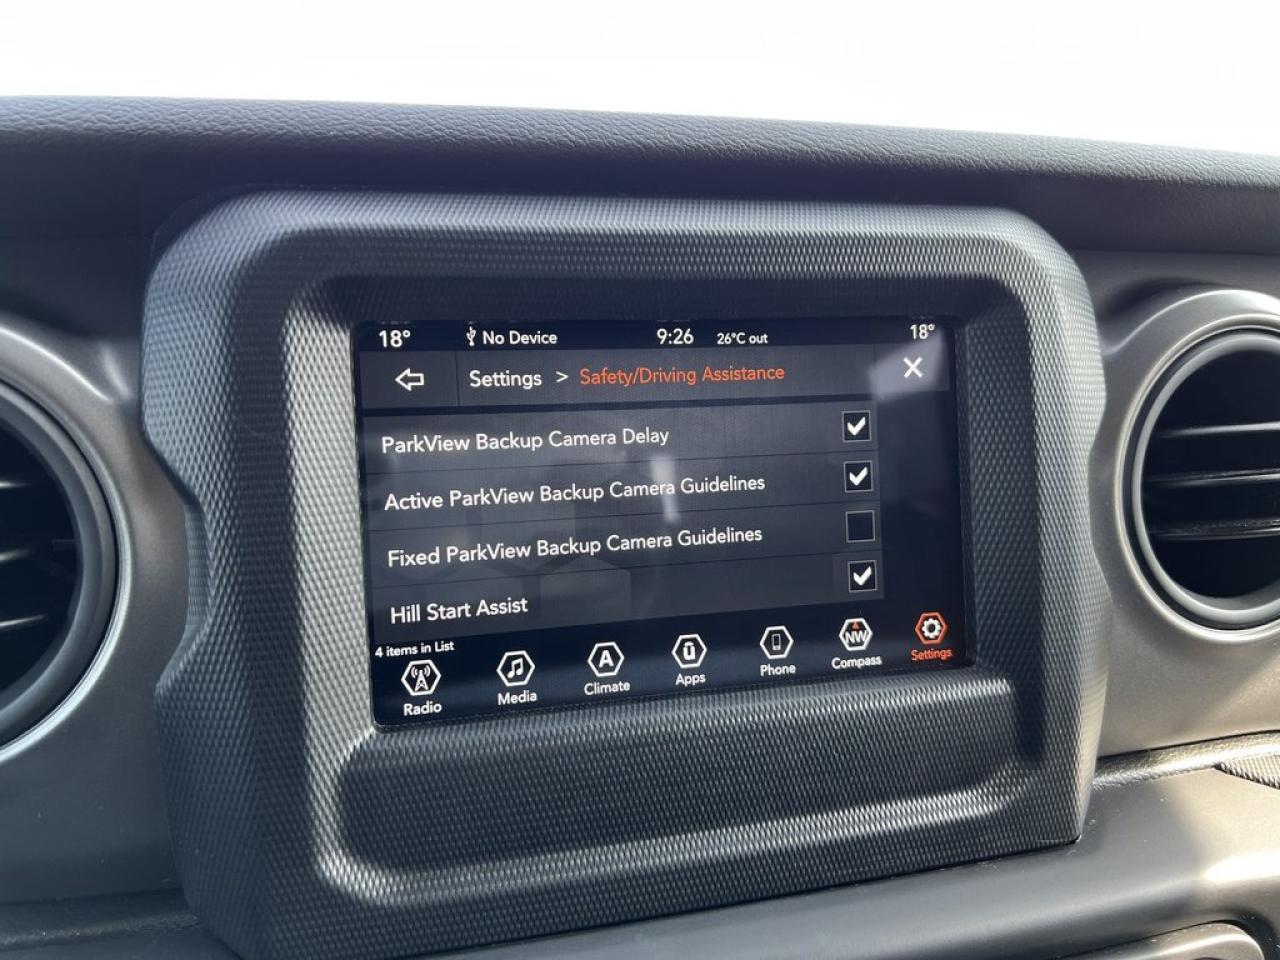 18° No Device 9:26 26°C out 18°
Settings > Safety/Driving Assistance
ParkView Backup Camera Delay
Active ParkView Backup Camera Guidelines
Fixed ParkView Backup Camera Guidelines
Hill Start Assist
4 items in List
A ū NW
Radio Media Climate Apps Phone Compass Settings